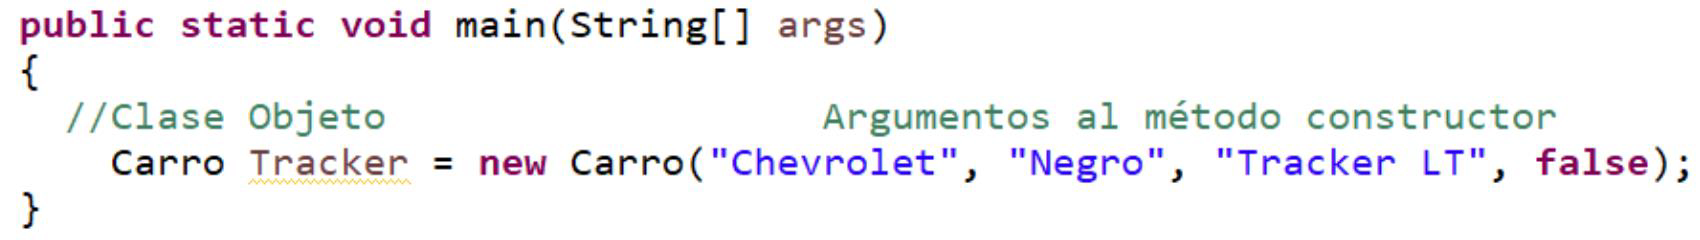 public static void main(String[] args)
{
//Clase Objeto Argumentos al método constructor
Carro Tracker = new Carro("Chevrolet", "Negro", "Tracker LT", false);
}